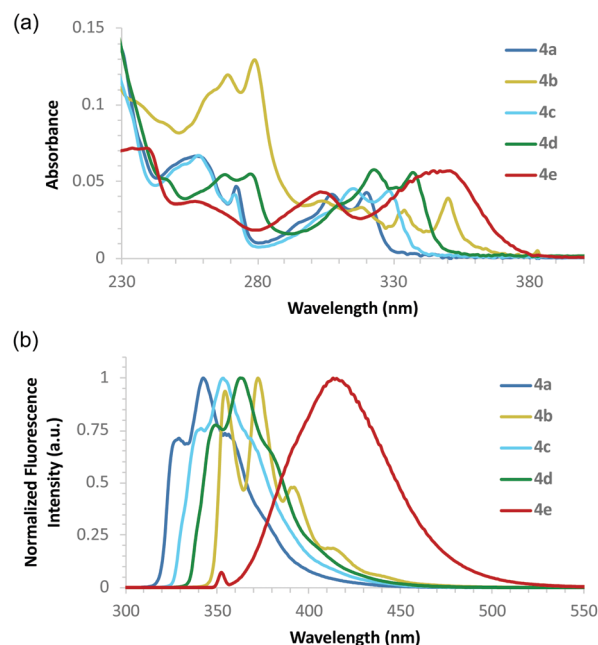 (a)
0.15
0.1
0.05
0
Absorbance
230
280
330
380
Wavelength (nm)
4a
4b
4c
4d
4e
(b)
1
0.75
0.5
0.25
0
Normalized Fluorescence
Intensity (a.u.)
300
350
400
450
500
550
Wavelength (nm)
4a
4b
4c
4d
4e